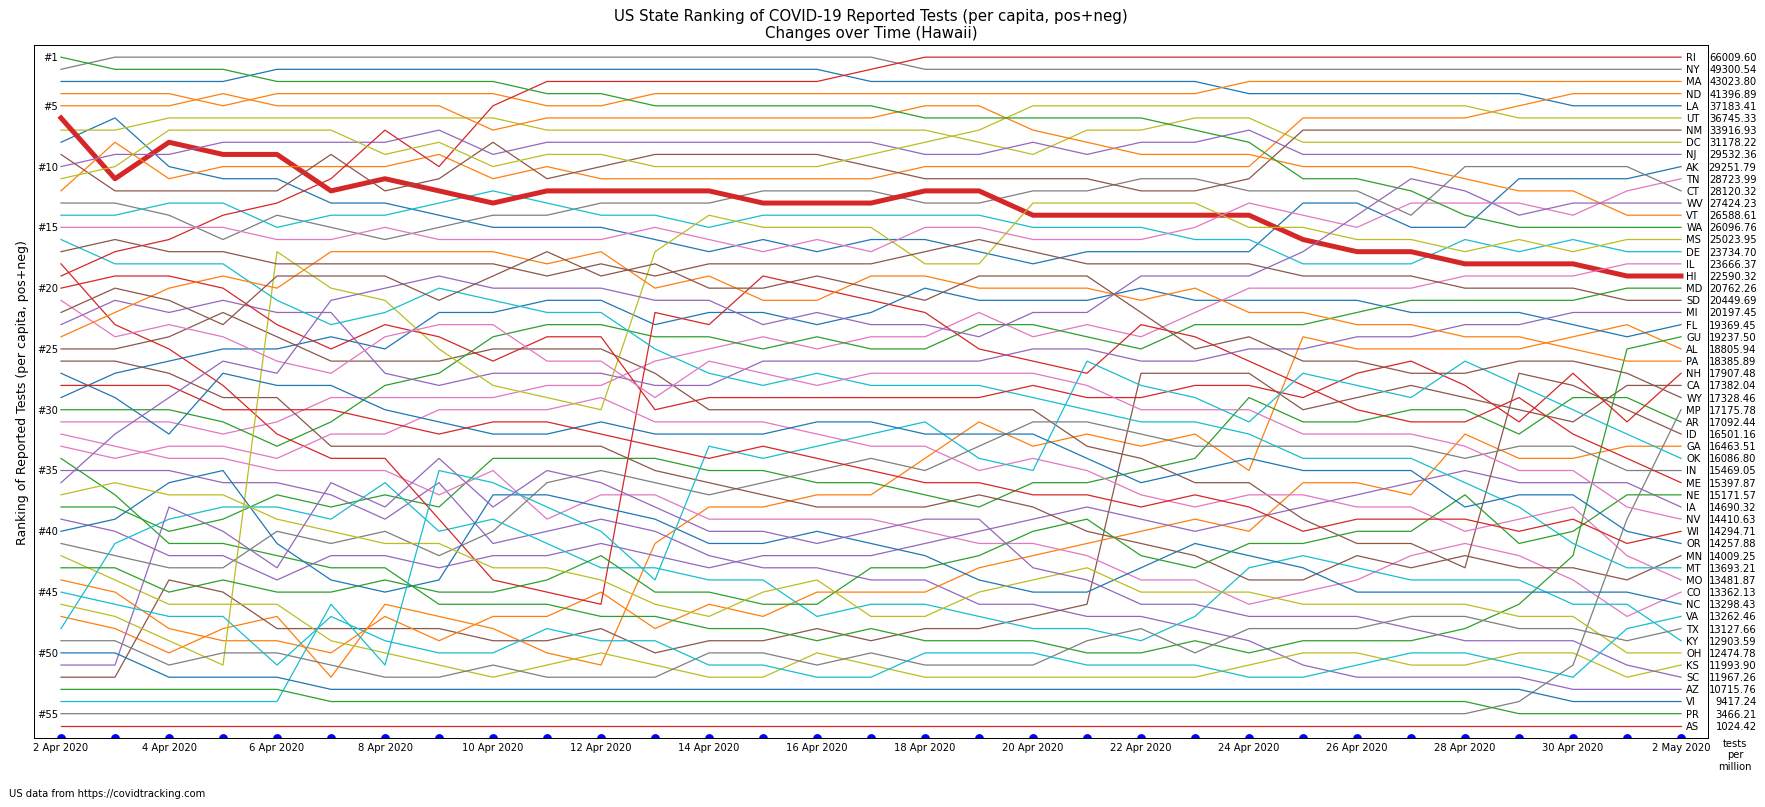 US State Ranking of COVID-19 Reported Tests (per capita, pos+neg)
Changes over Time (Hawaii)
Ranking of Reported Tests (per capita, pos+neg)
#1
#5
#10
#15
#20
#25
#30
#35
#40
#45
#50
#55
RI 66009.60
NY 49300.54
MA 43023.80
ND 41396.89
LA 37183.41
UT 36745.33
NM 33916.93
DC 31178.22
NJ 29532.36
AK 29251.79
TN 28723.99
CT 28120.32
WV 27424.23
VT 26588.61
WA 26096.76
MS 25023.95
DE 23734.70
IL 23666.37
HI 22590.32
MD 20762.26
SD 20449.69
MI 20197.45
FL 19369.45
GU 19237.50
AL 18805.94
PA 18385.89
NH 17907.48
CA 17382.04
WY 17328.46
MP 17175.78
AR 17092.44
ID 16501.16
GA 16463.51
OK 16086.80
IN 15469.05
ME 15397.87
NE 15171.57
IA 14690.32
NV 14410.63
WI 14294.71
OR 14257.88
MN 14009.25
MT 13693.21
MO 13481.87
CO 13362.13
NC 13298.43
VA 13262.46
TX 13127.66
KY 12903.59
OH 12474.78
KS 11993.90
SC 11967.26
AZ 10715.76
VI 9417.24
PR 3466.21
AS 1024.42
2 Apr 2020 4 Apr 2020 6 Apr 2020 8 Apr 2020 10 Apr 2020 12 Apr 2020 14 Apr 2020 16 Apr 2020 18 Apr 2020 20 Apr 2020 22 Apr 2020 24 Apr 2020 26 Apr 2020 28 Apr 2020 30 Apr 2020 2 May 2020
tests
per
million
US data from https://covidtracking.com